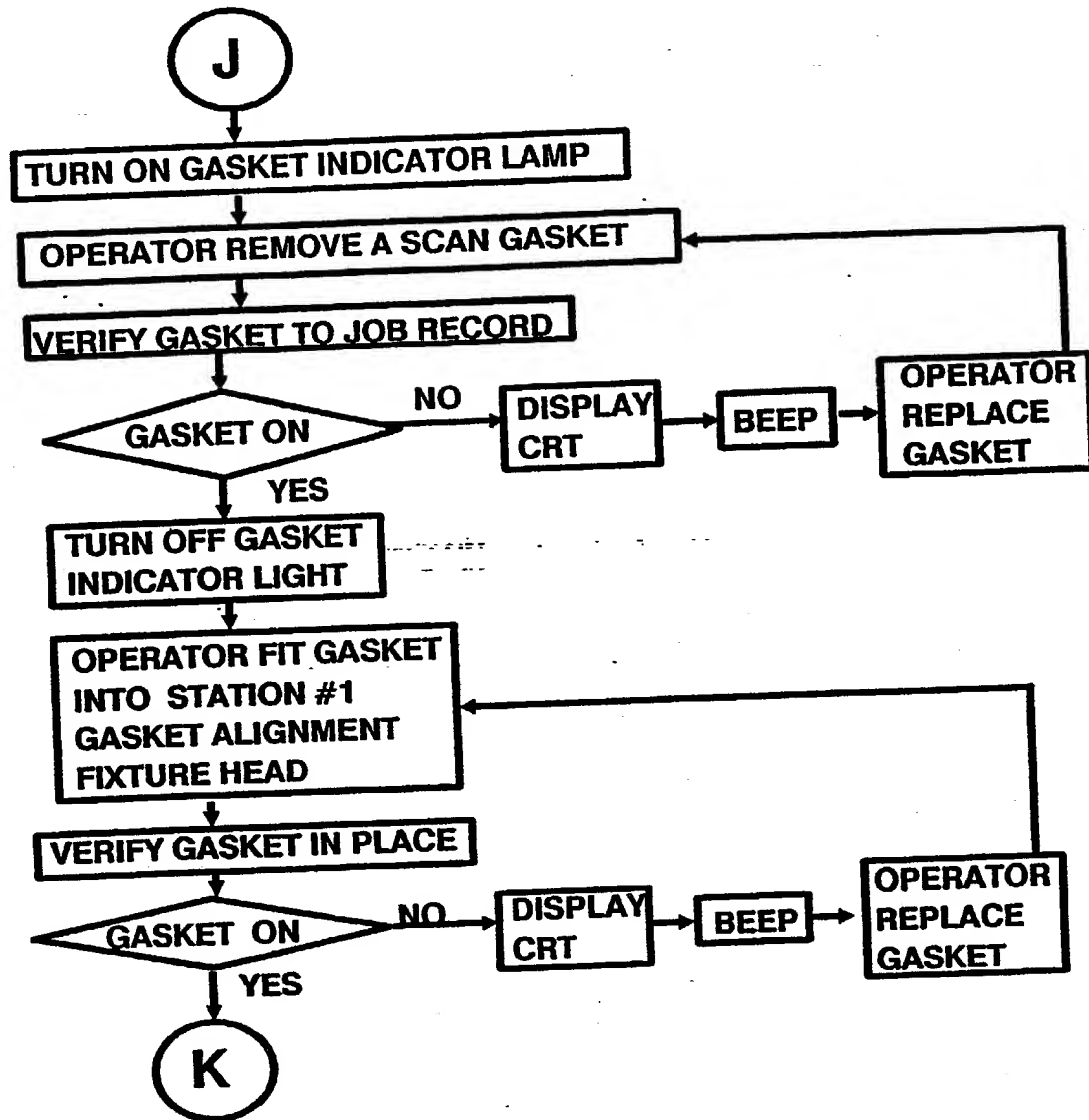 J
TURN ON GASKET INDICATOR LAMP
OPERATOR REMOVE A SCAN GASKET
VERIFY GASKET TO JOB RECORD
GASKET ON
NO
DISPLAY
CRT
BEEP
OPERATOR
REPLACE
GASKET
YES
TURN OFF GASKET
INDICATOR LIGHT
OPERATOR FIT GASKET
INTO STATION #1
GASKET ALIGNMENT
FIXTURE HEAD
VERIFY GASKET IN PLACE
GASKET ON
NO
DISPLAY
CRT
BEEP
OPERATOR
REPLACE
GASKET
YES
K